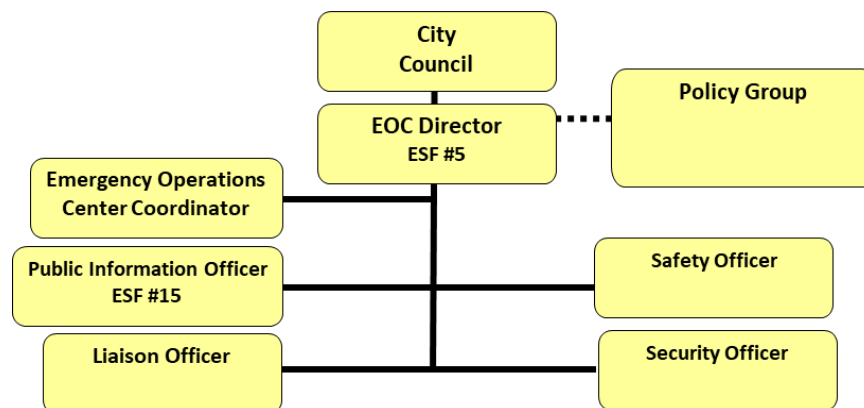 City
Council
Policy Group
EOC Director
ESF #5
Emergency Operations
Center Coordinator
Public Information Officer
ESF #15
Safety Officer
Liaison Officer
Security Officer